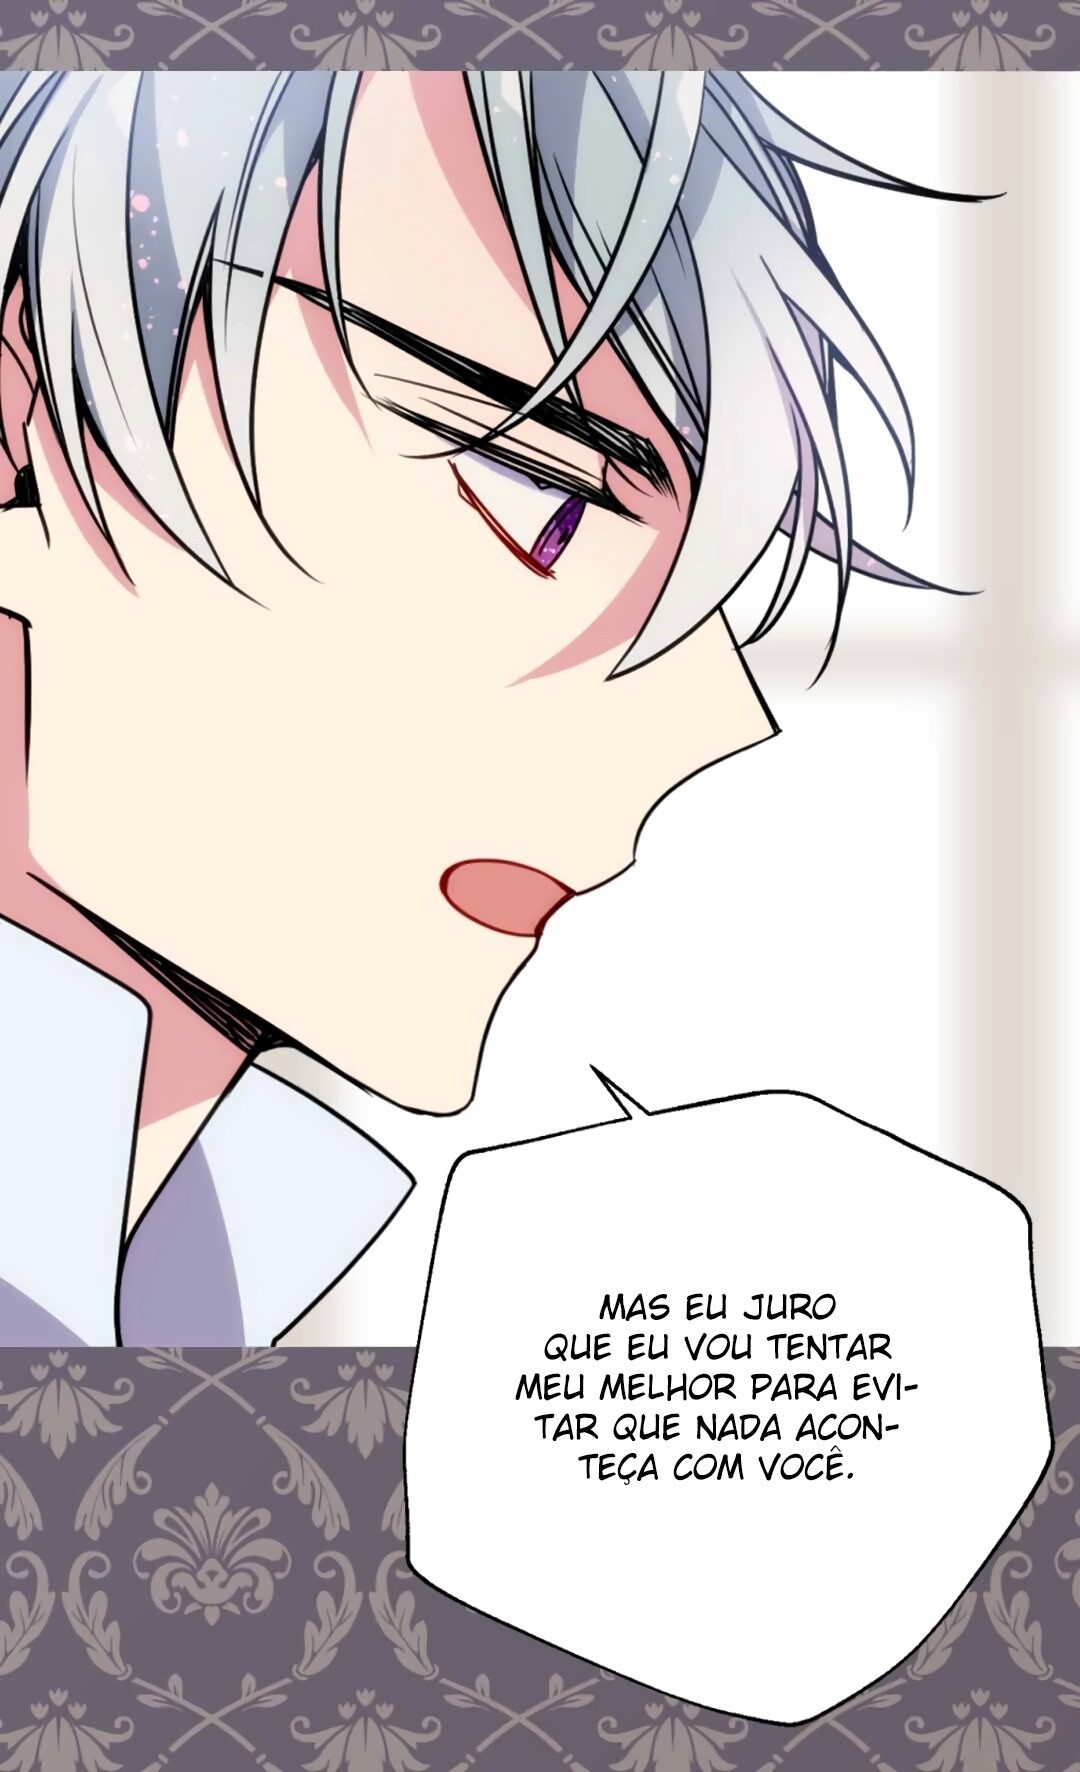 MAS EU JURO
QUE EU VOU TENTAR
MEU MELHOR PARA EVI-
TAR QUE NADA ACON-
TEÇA COM VOCÊ.